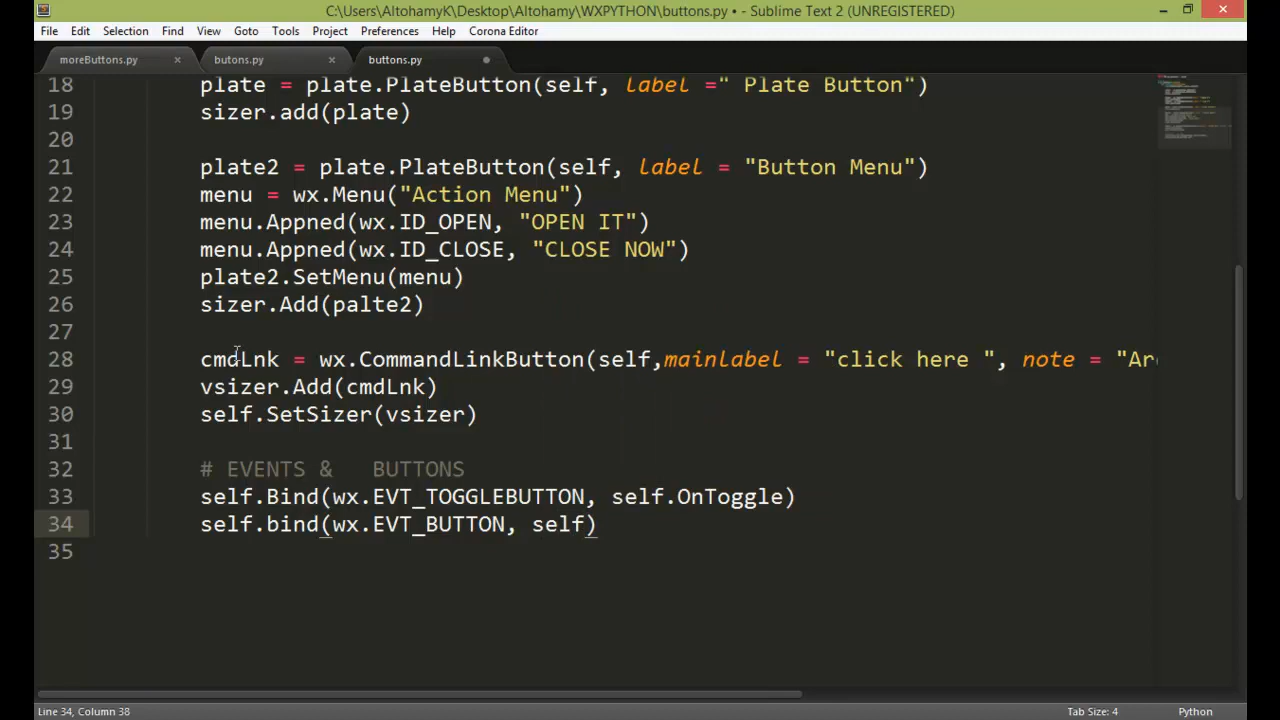 C:\Users\AltohamyK\Desktop\Altohamy\WXPYTHON\buttons.py • - Sublime Text 2 (UNREGISTERED)
File Edit Selection Find View Goto Tools Project Preferences Help Corona Editor
moreButtons.py butons.py buttons.py
18 plate = plate.PlateButton(self, label =" Plate Button")
19 sizer.add(plate)
20
21 plate2 = plate.PlateButton(self, label = "Button Menu")
22 menu = wx.Menu("Action Menu")
23 menu.Appned(wx.ID_OPEN, "OPEN IT")
24 menu.Appned(wx.ID_CLOSE, "CLOSE NOW")
25 plate2.SetMenu(menu)
26 sizer.Add(palte2)
27
28 cmdLnk = wx.CommandLinkButton(self,mainlabel = "click here ", note = "Ar
29 vsizer.Add(cmdLnk)
30 self.SetSizer(vsizer)
31
32 # EVENTS & BUTTONS
33 self.Bind(wx.EVT_TOGGLEBUTTON, self.OnToggle)
34 self.bind(wx.EVT_BUTTON, self)
35
Line 34, Column 38 Tab Size: 4 Python